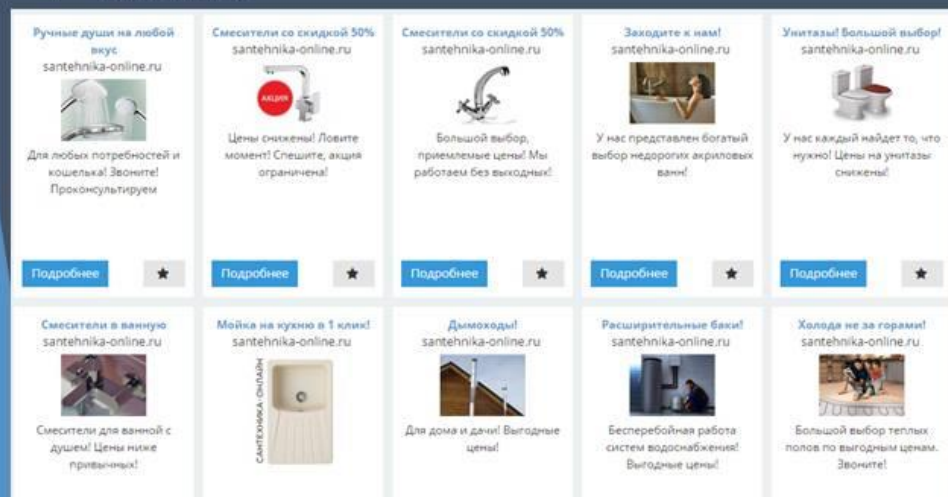 Ручные души на любой
вкус
santehnika-online.ru
Для любых потребностей и
кошелька! Звоните!
Проконсультируем
Подробнее
Смесители со скидкой 50%
santehnika-online.ru
АКЦИЯ
Цены снижены! Ловите
момент! Спешите, акция
ограничена!
Подробнее
Смесители со скидкой 50%
santehnika-online.ru
Большой выбор,
приемлемые цены! Мы
работаем без выходных!
Подробнее
Заходите к нам!
santehnika-online.ru
У нас представлен богатый
выбор недорогих акриловых
ванн!
Подробнее
Унитазы! Большой выбор!
santehnika-online.ru
У нас каждый найдет то, что
нужно! Цены на унитазы
снижены!
Подробнее
Смесители в ванную
santehnika-online.ru
Смесители для ванной с
душем! Цены ниже
привычных!
Мойка на кухню в 1 клик!
santehnika-online.ru
САНТЕХНИКА-ОНЛАЙН
Дымоходы!
santehnika-online.ru
Для дома и дачи! Выгодные
цены!
Расширительные баки!
santehnika-online.ru
Бесперебойная работа
систем водоснабжения!
Выгодные цены!
Холода не за горами!
santehnika-online.ru
Большой выбор теплых
полов по выгодным ценам.
Звоните!